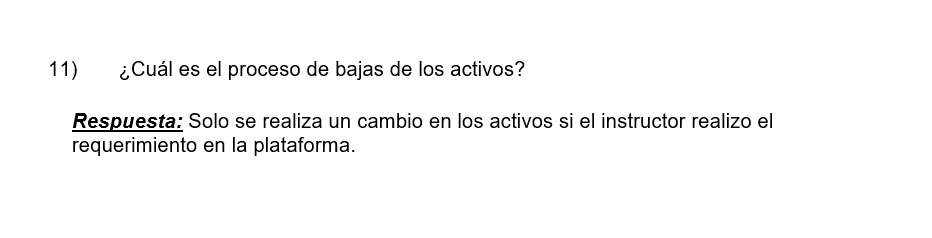 11) ¿Cuál es el proceso de bajas de los activos?
Respuesta: Solo se realiza un cambio en los activos si el instructor realizo el
requerimiento en la plataforma.